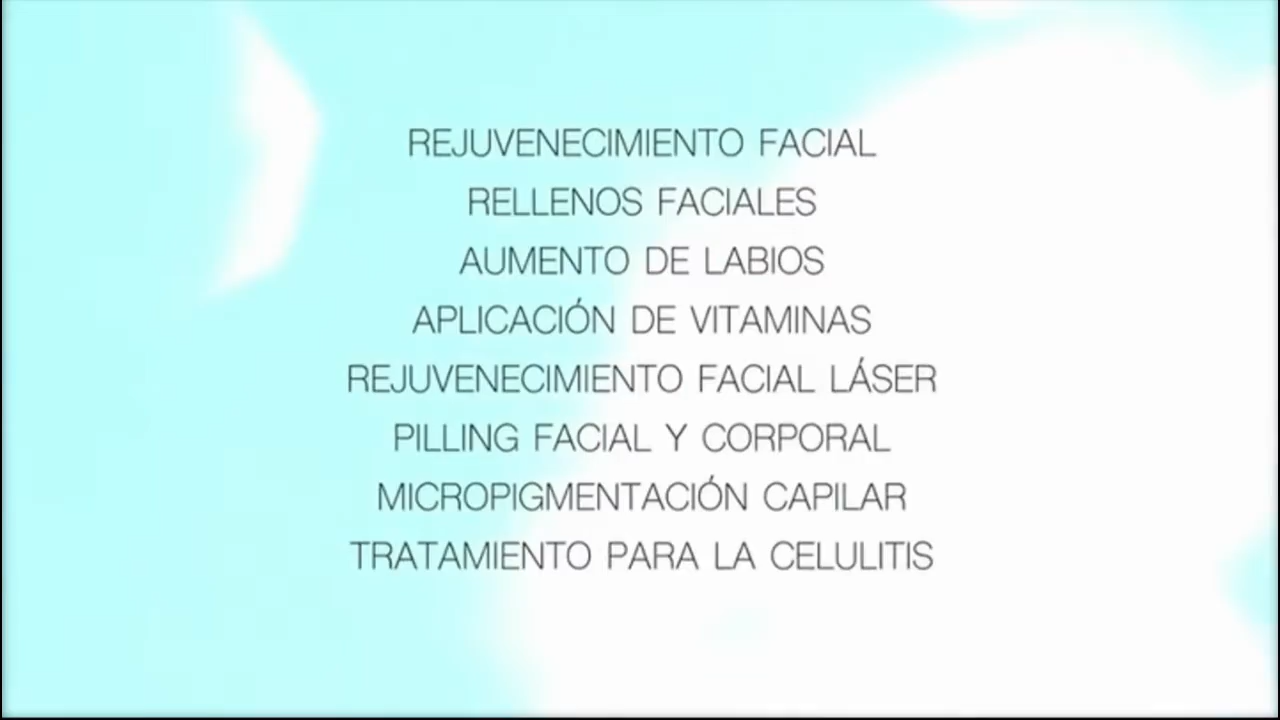 REJUVENECIMIENTO FACIAL
RELLENOS FACIALES
AUMENTO DE LABIOS
APLICACIÓN DE VITAMINAS
REJUVENECIMIENTO FACIAL LÁSER
PILLING FACIAL Y CORPORAL
MICROPIGMENTACIÓN CAPILAR
TRATAMIENTO PARA LA CELULITIS